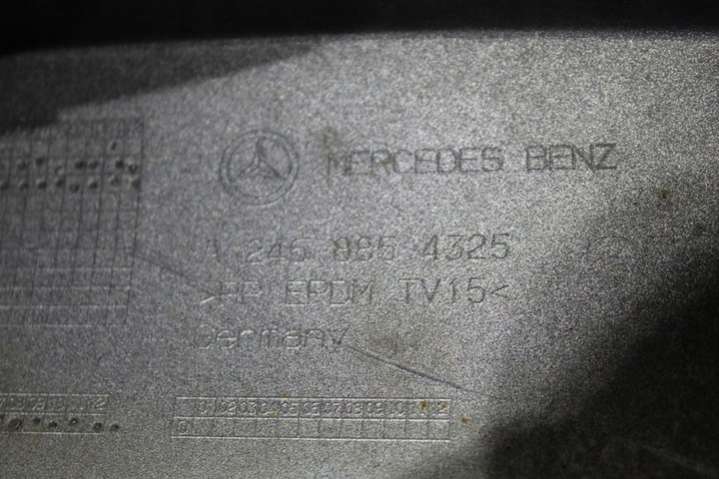 MERCEDES BENZ
A 246 885 4325
>PP EPDM TV15<
Germany